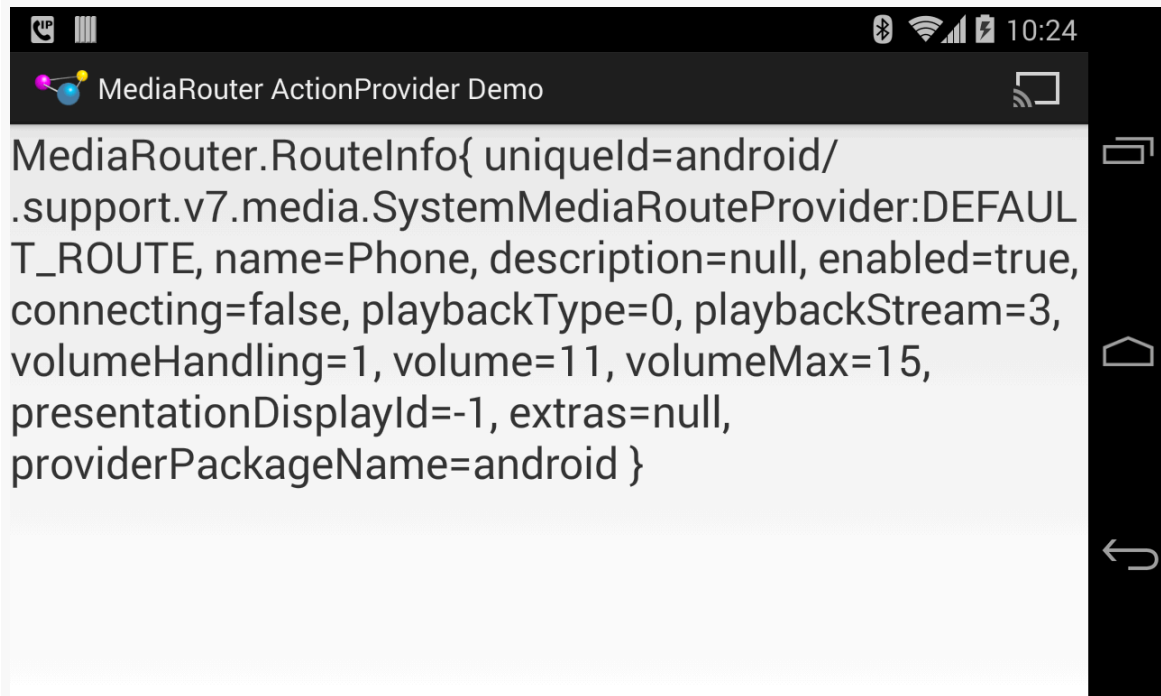 10:24
MediaRouter ActionProvider Demo
MediaRouter.RouteInfo{ uniqueId=android/
.support.v7.media.SystemMediaRouteProvider:DEFAUL
T_ROUTE, name=Phone, description=null, enabled=true,
connecting=false, playbackType=0, playbackStream=3,
volumeHandling=1, volume=11, volumeMax=15,
presentationDisplayId=-1, extras=null,
providerPackageName=android }